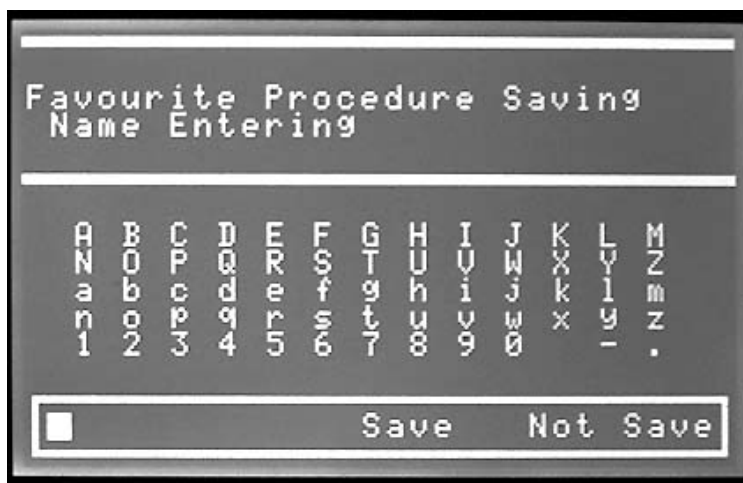 Favourite Procedure Saving
Name Entering
A B C D E F G H I J K L M
N O P Q R S T U V W X Y Z
a b c d e f g h i j k l m
n o p q r s t u v w x y z
1 2 3 4 5 6 7 8 9 0 - .
Save Not Save